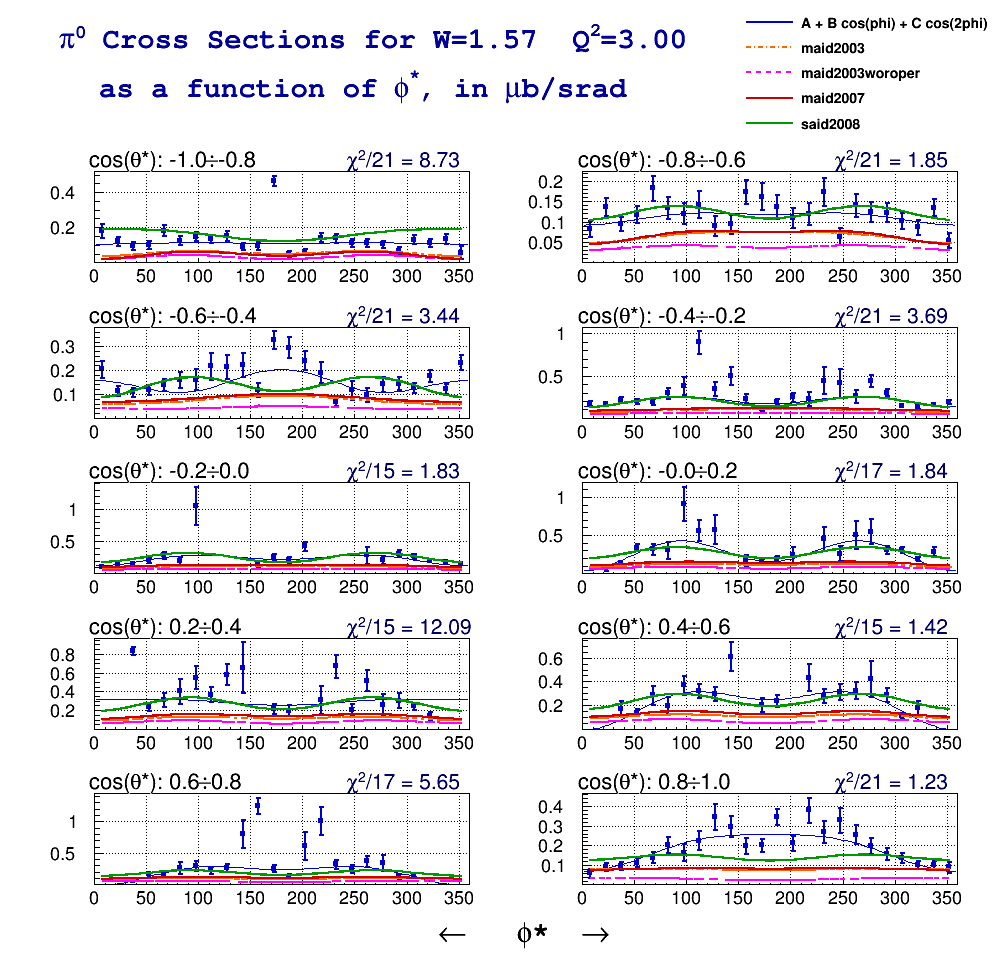 π⁰ Cross Sections for W=1.57 Q²=3.00
as a function of ϕ*, in μb/srad
A + B cos(phi) + C cos(2phi)
maid2003
maid2003woroper
maid2007
said2008
cos(θ*): -1.0÷-0.8 χ²/21 = 8.73
0.4
0.2
0 50 100 150 200 250 300 350
cos(θ*): -0.8÷-0.6 χ²/21 = 1.85
0.2
0.15
0.1
0.05
0 50 100 150 200 250 300 350
cos(θ*): -0.6÷-0.4 χ²/21 = 3.44
0.3
0.2
0.1
0 50 100 150 200 250 300 350
cos(θ*): -0.4÷-0.2 χ²/21 = 3.69
1
0.5
0 50 100 150 200 250 300 350
cos(θ*): -0.2÷0.0 χ²/15 = 1.83
1
0.5
0 50 100 150 200 250 300 350
cos(θ*): -0.0÷0.2 χ²/17 = 1.84
1
0.5
0 50 100 150 200 250 300 350
cos(θ*): 0.2÷0.4 χ²/15 = 12.09
0.8
0.6
0.4
0.2
0 50 100 150 200 250 300 350
cos(θ*): 0.4÷0.6 χ²/15 = 1.42
0.6
0.4
0.2
0 50 100 150 200 250 300 350
cos(θ*): 0.6÷0.8 χ²/17 = 5.65
1
0.5
0 50 100 150 200 250 300 350
cos(θ*): 0.8÷1.0 χ²/21 = 1.23
0.4
0.3
0.2
0.1
0 50 100 150 200 250 300 350
← ϕ* →